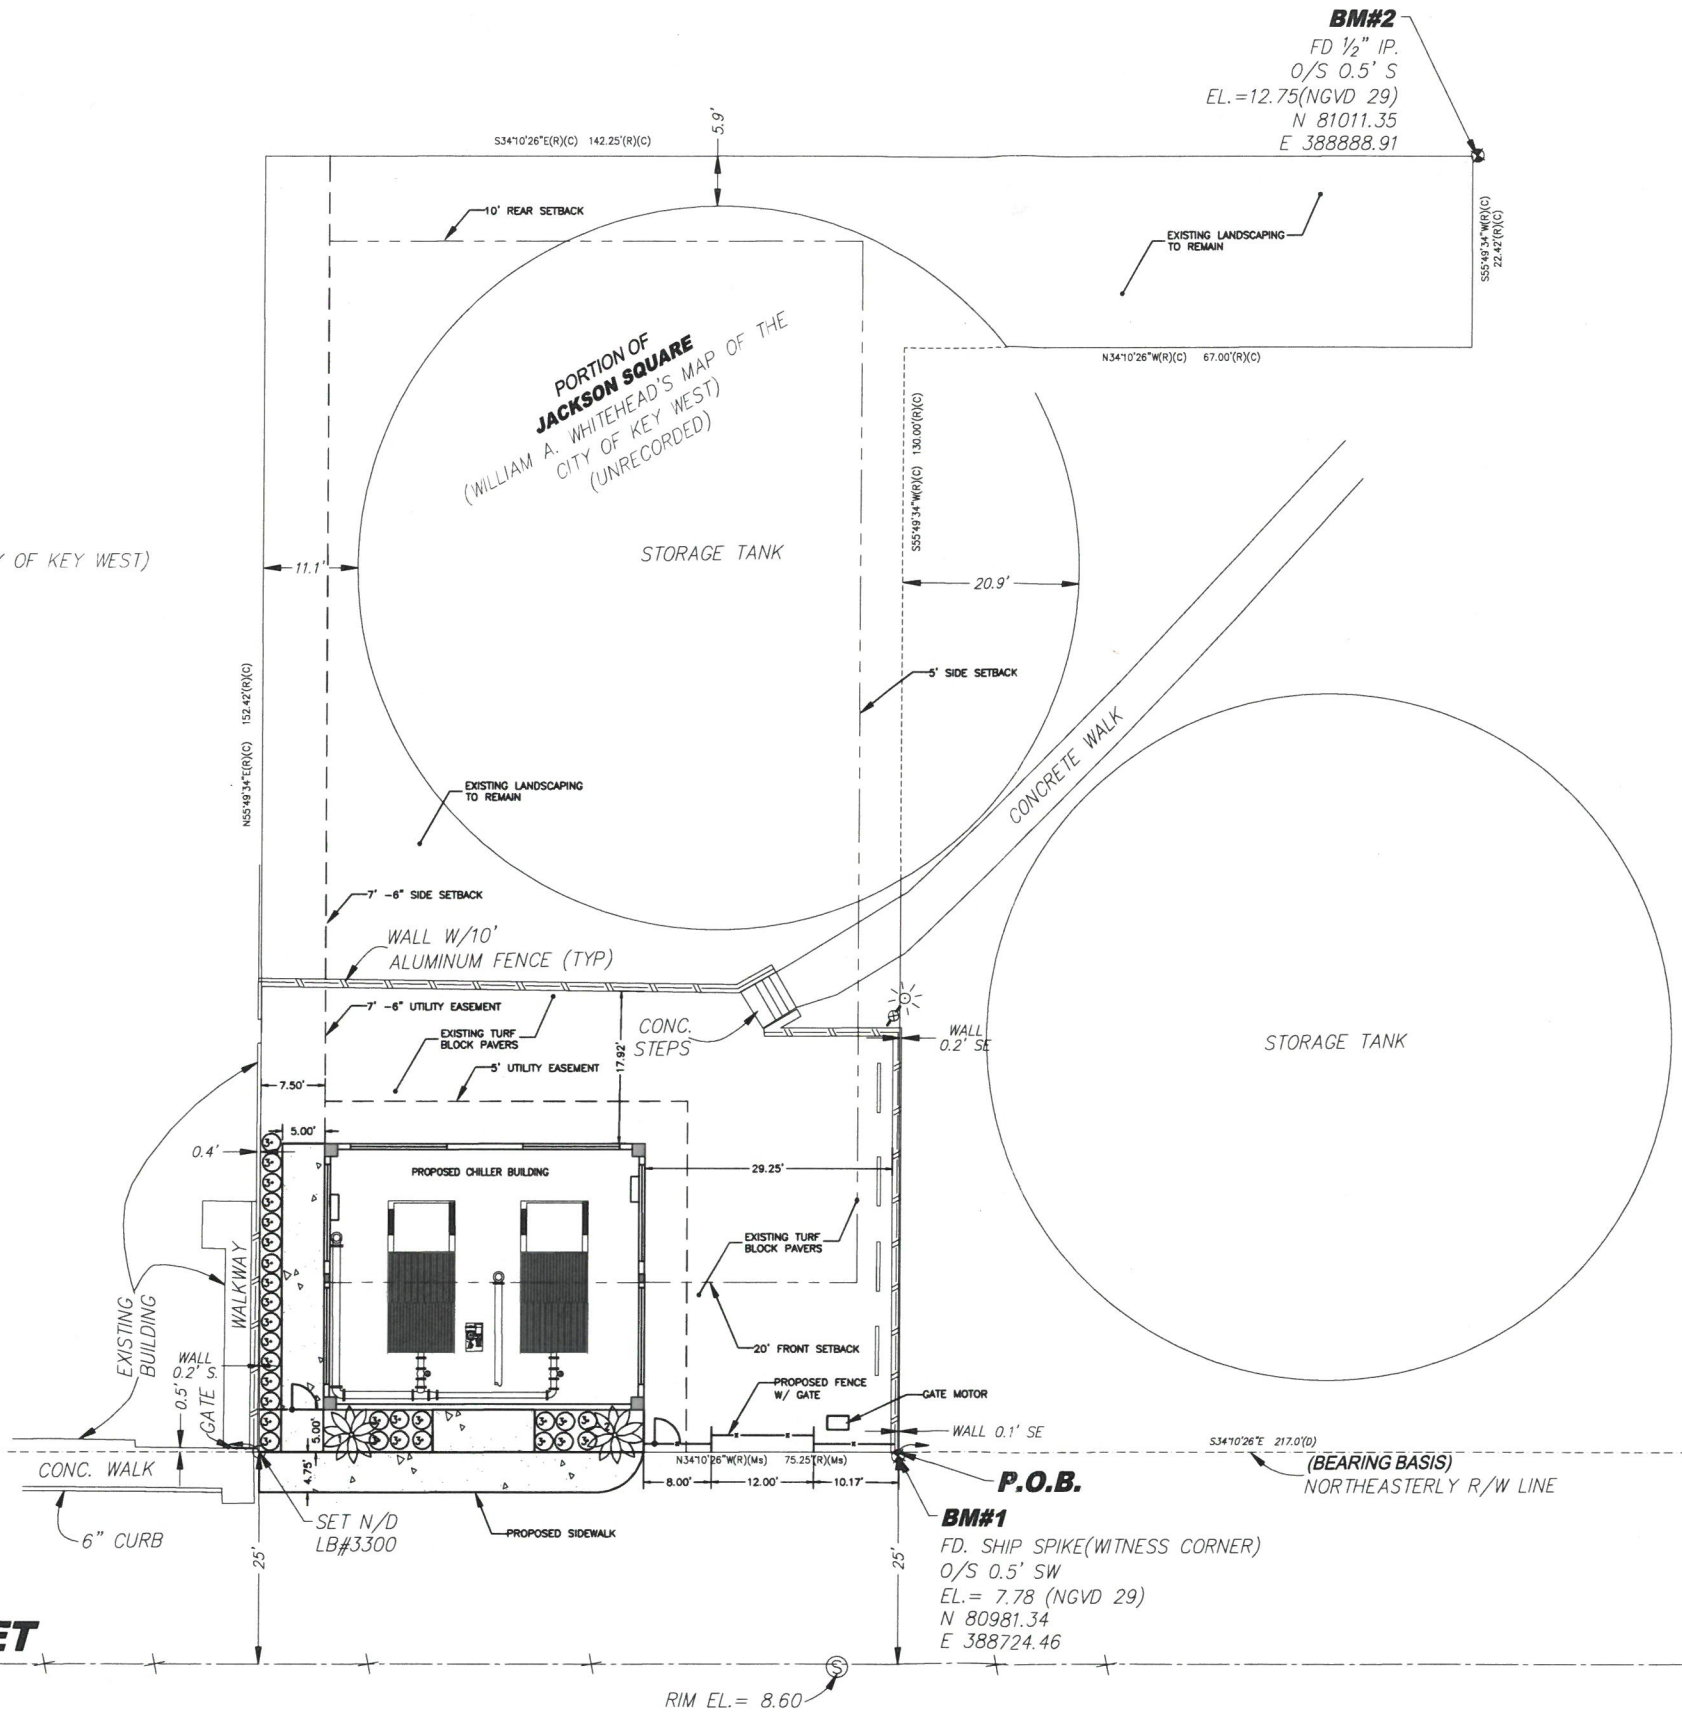 BM#2
FD ½" IP.
O/S 0.5' S
EL.=12.75(NGVD 29)
N 81011.35
E 388888.91
S34°10'26"E(R)(C) 142.25'(R)(C)
5.9'
10' REAR SETBACK
EXISTING LANDSCAPING
TO REMAIN
S55°49'34"W(R)(C)
22.42'(R)(C)
PORTION OF
JACKSON SQUARE
(WILLIAM A. WHITEHEAD'S MAP OF THE
CITY OF KEY WEST)
(UNRECORDED)
N34°10'26"W(R)(C) 67.00'(R)(C)
S55°49'34"W(R)(C) 130.00'(R)(C)
OF KEY WEST)
11.1'
STORAGE TANK
20.9'
N55°49'34"E(R)(C) 152.42'(R)(C)
5' SIDE SETBACK
CONCRETE WALK
EXISTING LANDSCAPING
TO REMAIN
7' -6" SIDE SETBACK
WALL W/10'
ALUMINUM FENCE (TYP)
7' -6" UTILITY EASEMENT
EXISTING TURF
BLOCK PAVERS
CONC.
STEPS
WALL
0.2' SE
STORAGE TANK
17.92'
5' UTILITY EASEMENT
7.50'
5.00'
0.4'
PROPOSED CHILLER BUILDING
29.25'
EXISTING TURF
BLOCK PAVERS
WALKWAY
EXISTING
BUILDING
WALL
0.2' S.
0.5'
GATE
20' FRONT SETBACK
PROPOSED FENCE
W/ GATE
GATE MOTOR
WALL 0.1' SE
5.00'
4.75'
N34°10'26"W(R)(Ms) 75.25'(R)(Ms)
8.00'
12.00'
10.17'
S34°10'26"E 217.0'(D)
(BEARING BASIS)
NORTHEASTERLY R/W LINE
CONC. WALK
6" CURB
SET N/D
LB#3300
PROPOSED SIDEWALK
P.O.B.
BM#1
FD. SHIP SPIKE(WITNESS CORNER)
O/S 0.5' SW
EL.= 7.78 (NGVD 29)
N 80981.34
E 388724.46
25'
25'
ET
S
RIM EL.= 8.60